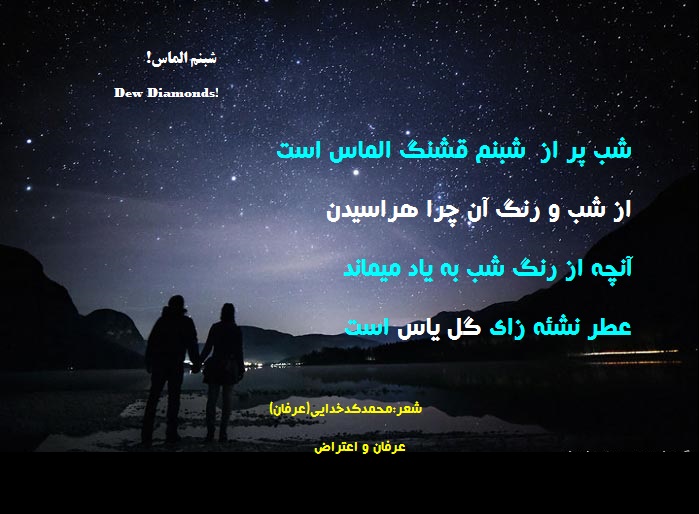 شبنم الماس!
Dew Diamonds!
شب پر از شبنم قشنگ الماس است
از شب و رنگ آن چرا هراسیدن
آنچه از رنگ شب به یاد میماند
عطر نشئه زای گل یاس است
شعر:محمدکدخدایی(عرفان)
عرفان و اعتراض